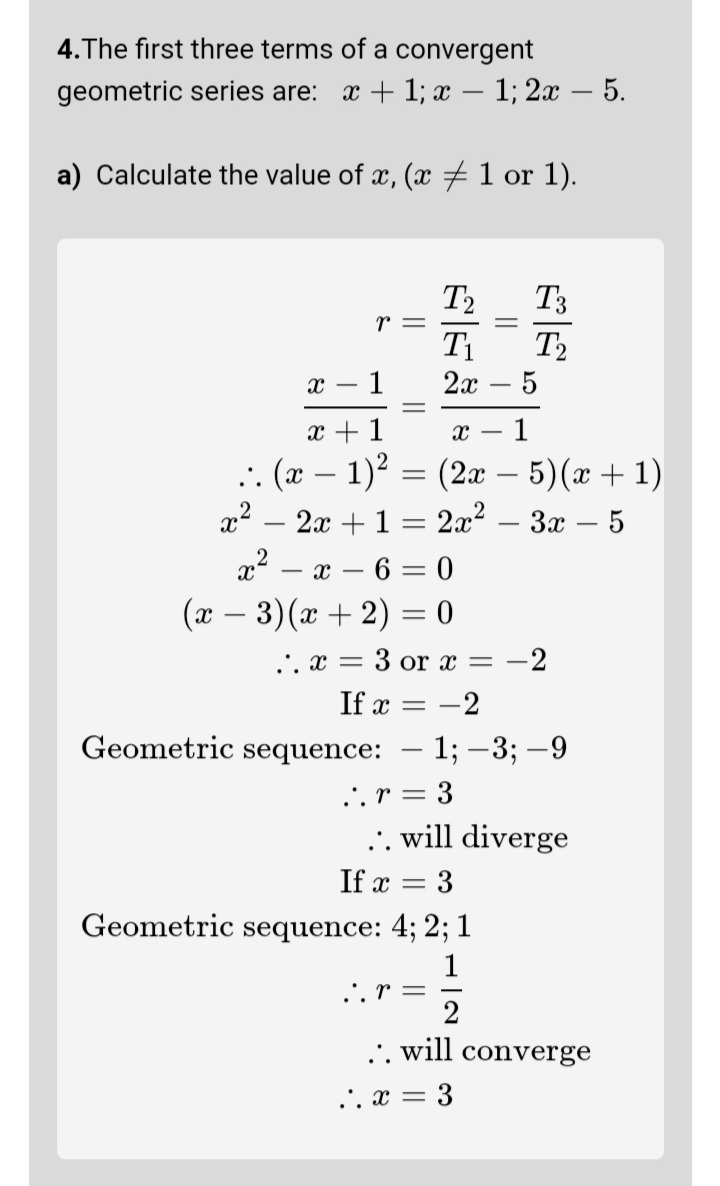 4.The first three terms of a convergent
geometric series are: x + 1; x − 1; 2x − 5.
a) Calculate the value of x, (x ≠ 1 or 1).
r = T₂/T₁ = T₃/T₂
(x − 1)/(x + 1) = (2x − 5)/(x − 1)
∴ (x − 1)² = (2x − 5)(x + 1)
x² − 2x + 1 = 2x² − 3x − 5
x² − x − 6 = 0
(x − 3)(x + 2) = 0
∴ x = 3 or x = −2
If x = −2
Geometric sequence: − 1; −3; −9
∴ r = 3
∴ will diverge
If x = 3
Geometric sequence: 4; 2; 1
∴ r = 1/2
∴ will converge
∴ x = 3